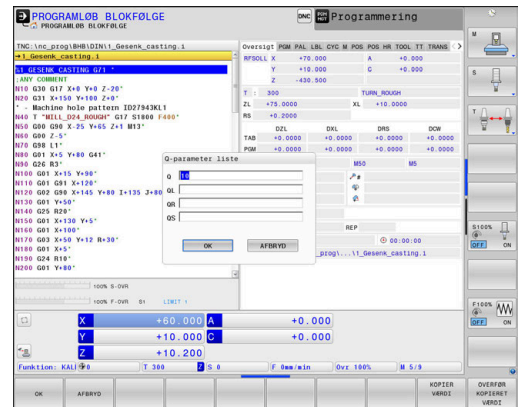 PROGRAMLØB BLOKFØLGE
PROGRAMLØB BLOKFØLGE
DNC
Programmering
TNC:\nc_prog\BHB\DIN\1_Gesenk_casting.i
→1_Gesenk_casting.i
%1_GESENK_CASTING G71 *
;ANY COMMENT
N10 G30 G17 X+0 Y+0 Z-20*
N20 G31 X+150 Y+100 Z+0*
* - Machine hole pattern ID27943KL1
N40 T "MILL_D24_ROUGH" G17 S1800 F400*
N50 G00 G90 X-25 Y+65 Z+1 M13*
N60 G00 Z-5*
N70 G98 L1*
N80 G01 X+5 Y+80 G41*
N90 G26 R3*
N100 G01 X+15 Y+90*
N110 G01 G91 X+120*
N120 G02 G90 X+145 Y+80 I+135 J+80
N130 G01 Y+50*
N140 G25 R20*
N150 G01 X+130 Y+5*
N160 G01 X+100*
N170 G03 X+50 Y+12 R+30*
N180 G01 X+5*
N190 G24 R10*
N200 G01 Y+80*
Oversigt PGM PAL LBL CYC M POS POS HR TOOL TT TRANS
RFSOLL X +70.000 A +0.000
Y +10.000 C +0.000
Z -430.500
T : 300 TURN_ROUGH
ZL +75.0000 XL +10.0000
RS +0.2000
DZL DXL DRS DCW
TAB +0.0000 +0.0000 +0.0000 +0.0000
PGM +0.0000 +0.0000 +0.0000 +0.0000
M50 M5
REP
00:00:00
_prog\...\1_Gesenk_casting.i
Q-parameter liste
Q 10
QL
QR
QS
OK AFBRYD
100% S-OVR
100% F-OVR S1 LIMIT 1
X +60.000 A +0.000
Y +10.000 C +0.000
Z +10.200
Funktion: KALI 0 T 300 Z S 0 F 0mm/min Ovr 100% M 5/9
OK AFBRYD KOPIER VÆRDI OVERFØR KOPIERET VÆRDI
M
S
T
S100%
OFF ON
F100%
OFF ON